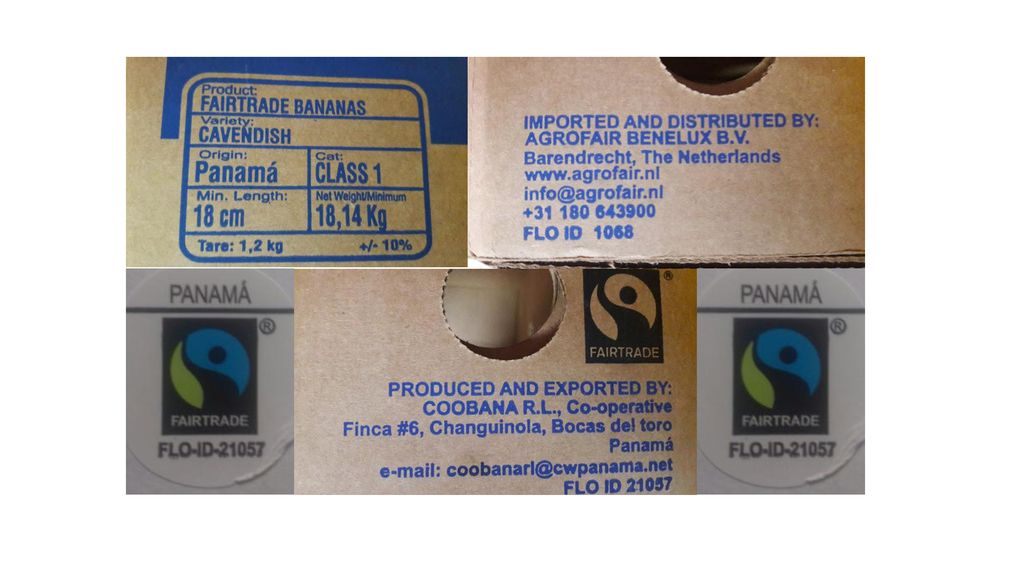 Product:
FAIRTRADE BANANAS
Variety:
CAVENDISH
Origin:
Panamá
Cat:
CLASS 1
Min. Length:
18 cm
Net Weight/Minimum
18,14 Kg
Tare: 1,2 kg +/- 10%
IMPORTED AND DISTRIBUTED BY:
AGROFAIR BENELUX B.V.
Barendrecht, The Netherlands
www.agrofair.nl
info@agrofair.nl
+31 180 643900
FLO ID 1068
PANAMÁ
®
FAIRTRADE
FLO-ID-21057
®
FAIRTRADE
PRODUCED AND EXPORTED BY:
COOBANA R.L., Co-operative
Finca #6, Changuinola, Bocas del toro
Panamá
e-mail: coobanarl@cwpanama.net
FLO ID 21057
PANAMÁ
®
FAIRTRADE
FLO-ID-21057